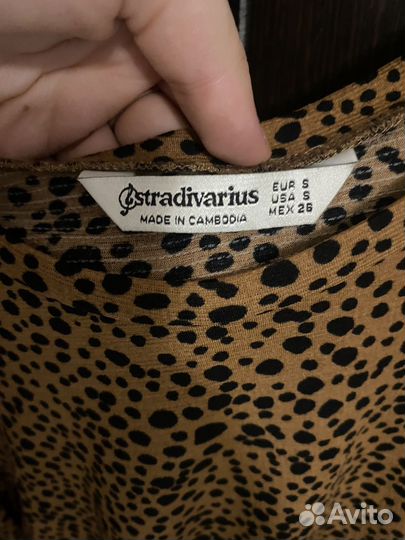 stradivarius
MADE IN CAMBODIA
EUR S
USA S
MEX 26
Avito